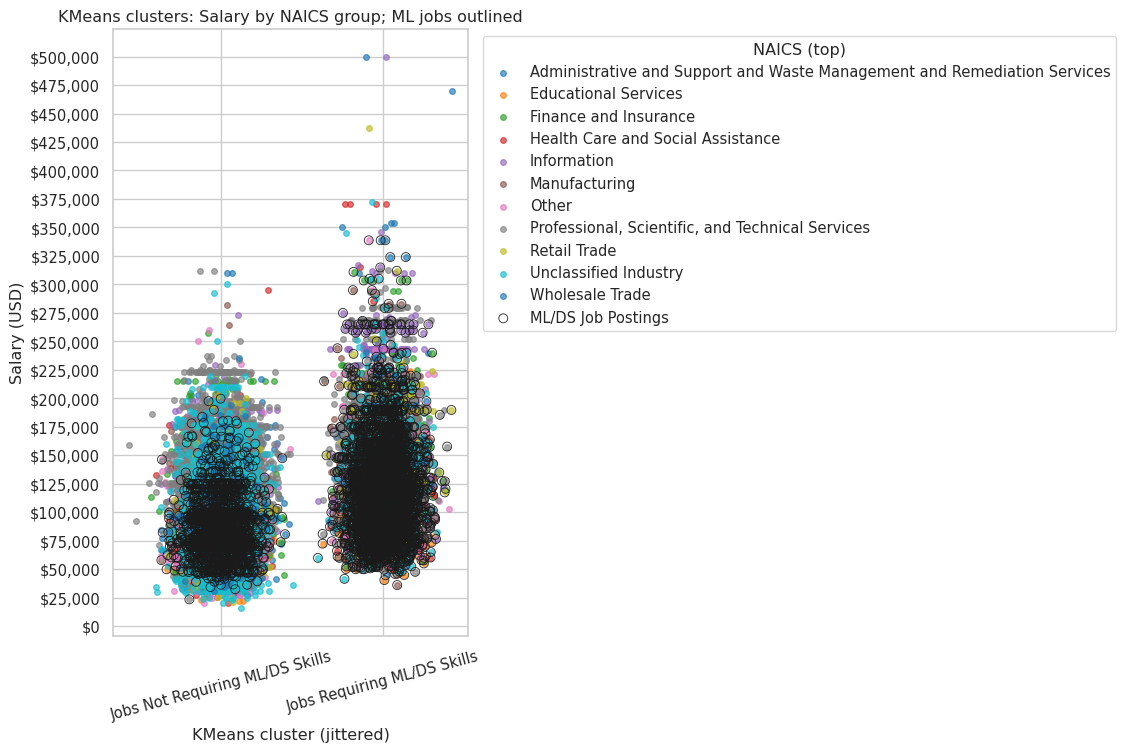 KMeans clusters: Salary by NAICS group; ML jobs outlined
$500,000
$475,000
$450,000
$425,000
$400,000
$375,000
$350,000
$325,000
$300,000
$275,000
$250,000
$225,000
$200,000
$175,000
$150,000
$125,000
$100,000
$75,000
$50,000
$25,000
$0
Salary (USD)
Jobs Not Requiring ML/DS Skills
Jobs Requiring ML/DS Skills
KMeans cluster (jittered)
NAICS (top)
Administrative and Support and Waste Management and Remediation Services
Educational Services
Finance and Insurance
Health Care and Social Assistance
Information
Manufacturing
Other
Professional, Scientific, and Technical Services
Retail Trade
Unclassified Industry
Wholesale Trade
ML/DS Job Postings